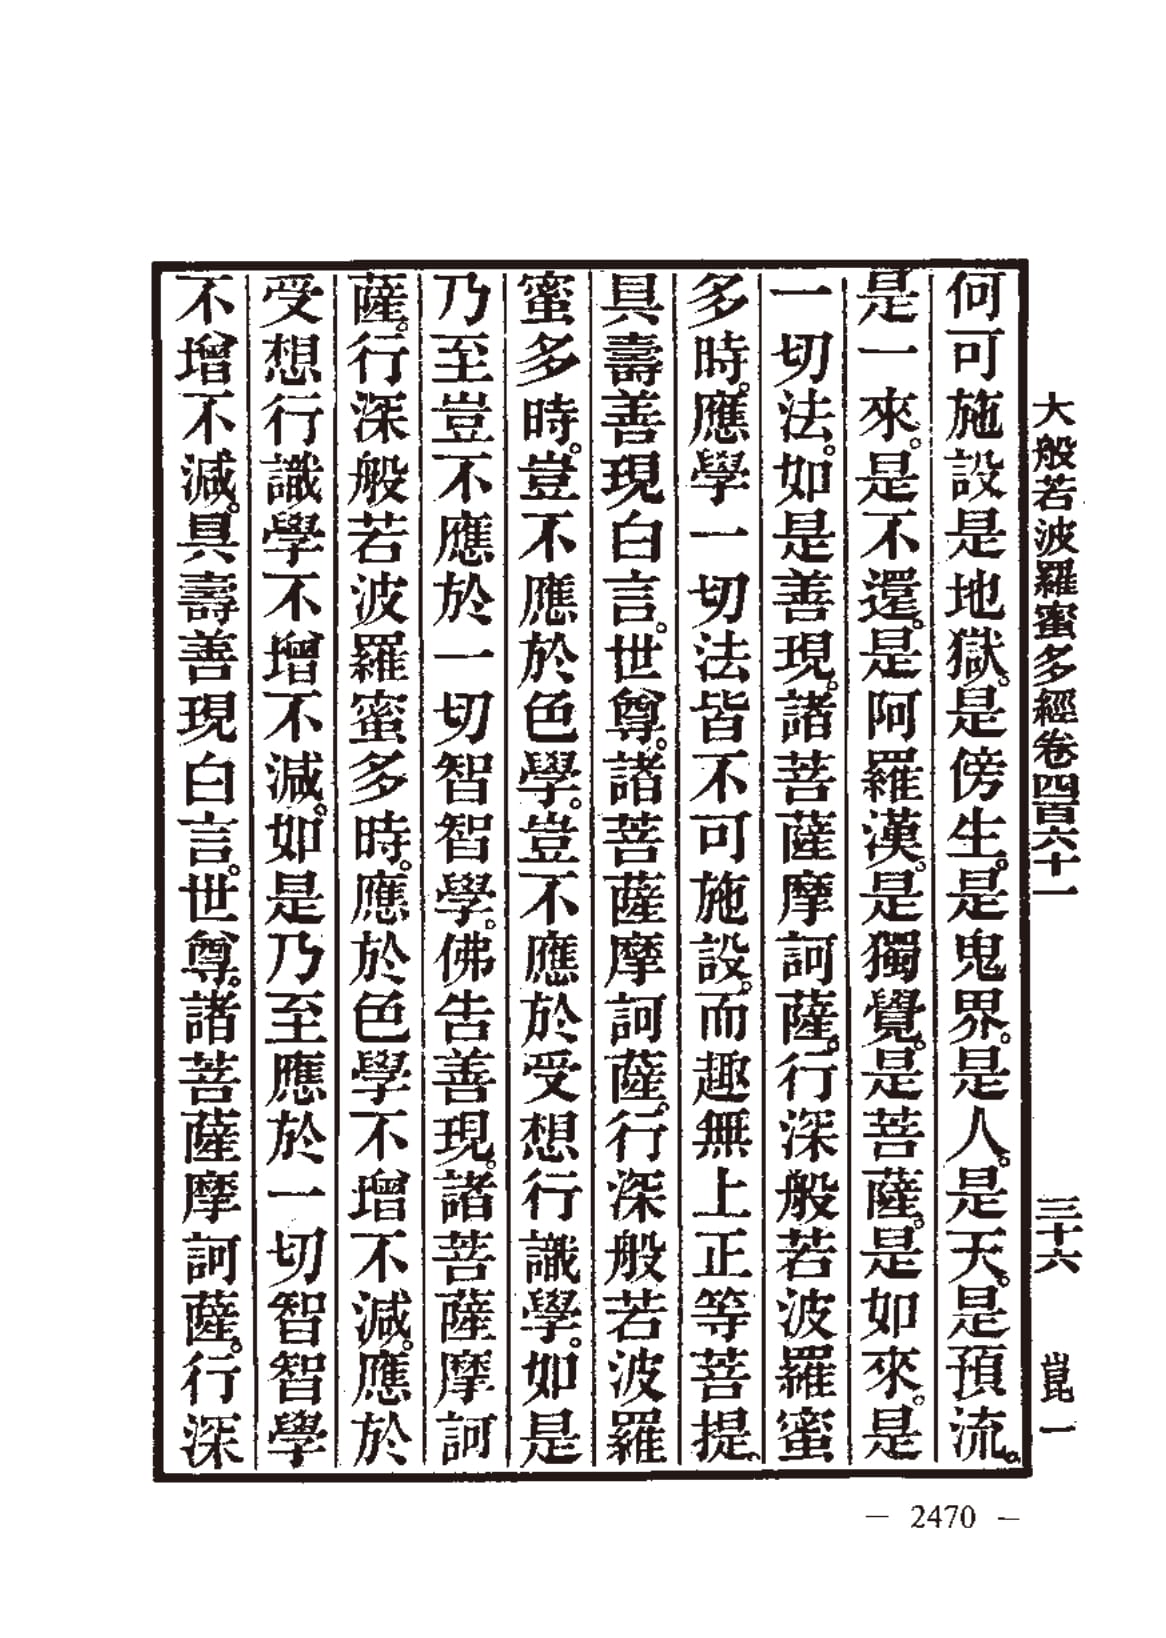 大般若波羅蜜多經卷四百六十一　三十六　崑一
何可施設是地獄。是傍生。是鬼界。是人。是天。是預流。
是一來。是不還。是阿羅漢。是獨覺。是菩薩。是如來。是
一切法。如是善現。諸菩薩摩訶薩。行深般若波羅蜜
多時。應學一切法皆不可施設。而趣無上正等菩提。
具壽善現白言。世尊。諸菩薩摩訶薩。行深般若波羅
蜜多時。豈不應於色學。豈不應於受想行識學。如是
乃至豈不應於一切智智學。佛告善現。諸菩薩摩訶
薩。行深般若波羅蜜多時。應於色學不增不減。應於
受想行識學不增不減。如是乃至應於一切智智學
不增不減。具壽善現白言。世尊。諸菩薩摩訶薩。行深
— 2470 —